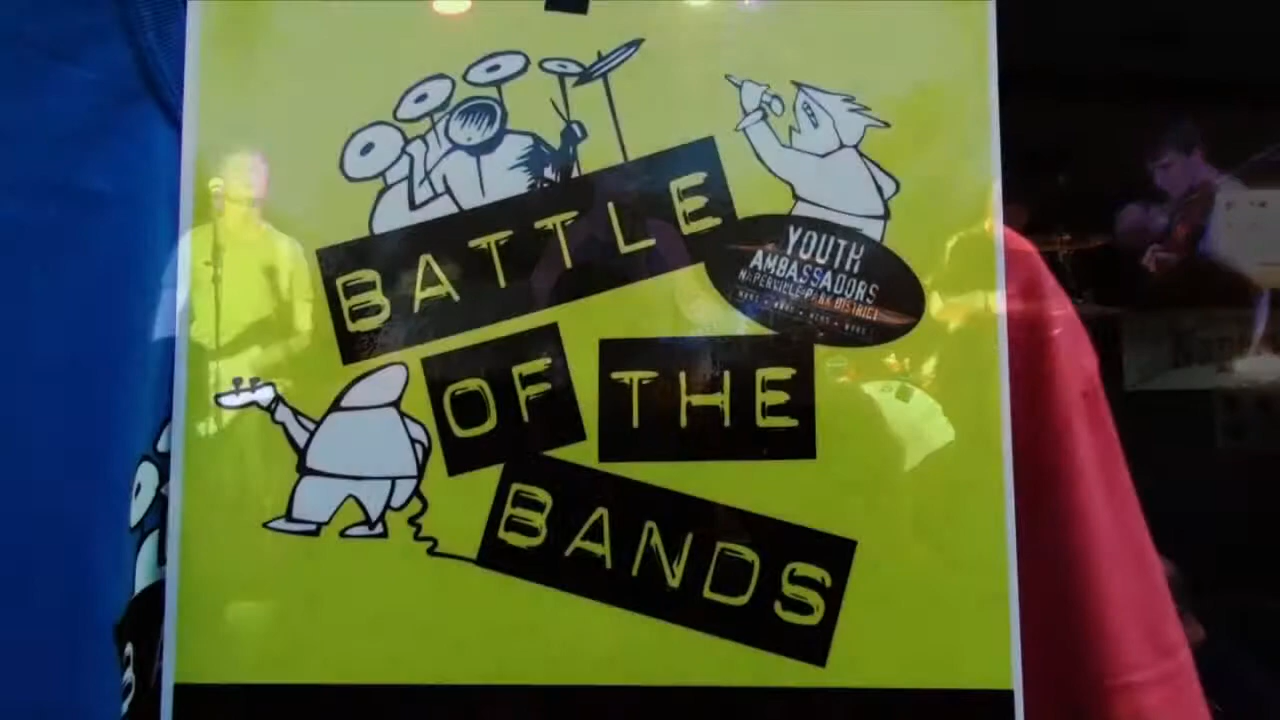 BATTLE
YOUTH
AMBASSADORS
NAPERVILLE PARK DISTRICT
OF THE
BANDS